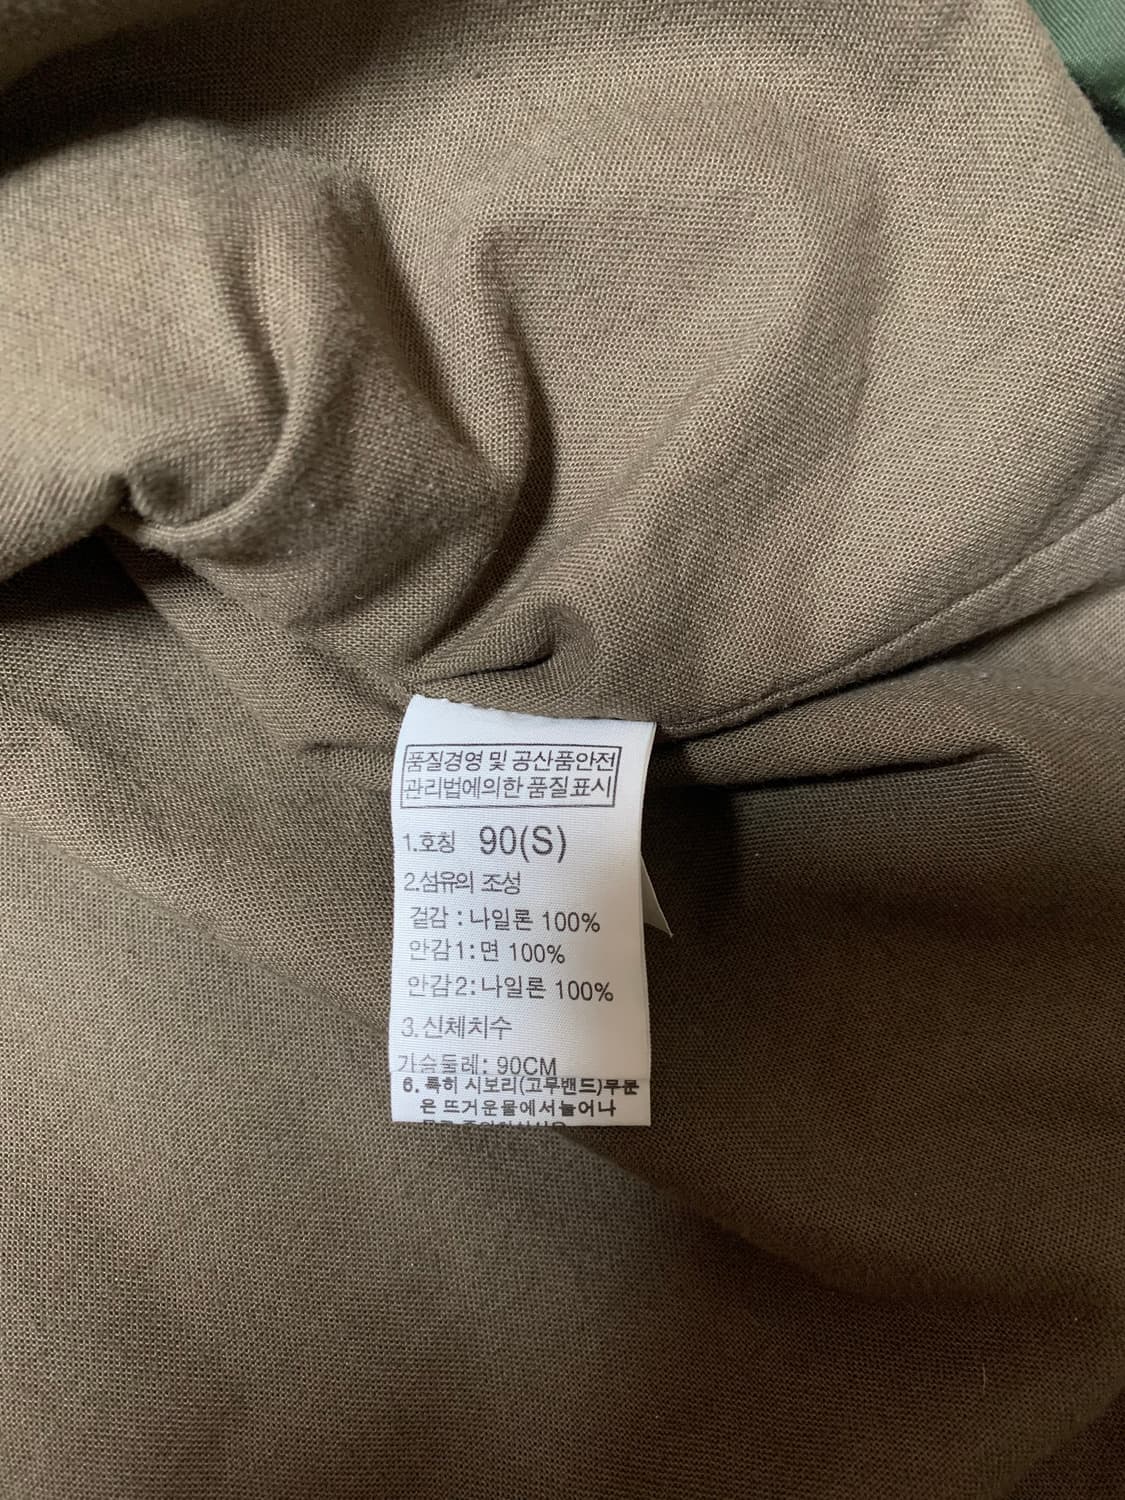 품질경영 및 공산품안전
관리법에의한 품질표시
1.호칭 90(S)
2.섬유의 조성
겉감 : 나일론 100%
안감1:면 100%
안감2:나일론 100%
3.신체치수
가슴둘레: 90CM
6. 특히 시보리(고무밴드)부분
은 뜨거운물에서늘어나